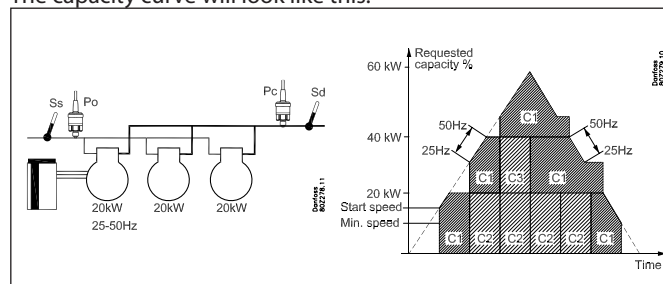 The capacity curve will look like this:
Ss
Po
Pc
Sd
20kW
20kW
20kW
25-50Hz
Danfoss
80Z278.11
Requested
capacity %
60 kW
40 kW
20 kW
Start speed
Min. speed
50Hz
25Hz
50Hz
25Hz
C1
C1
C3
C1
C1
C2
C2
C2
C2
C1
Time
Danfoss
80Z279.10